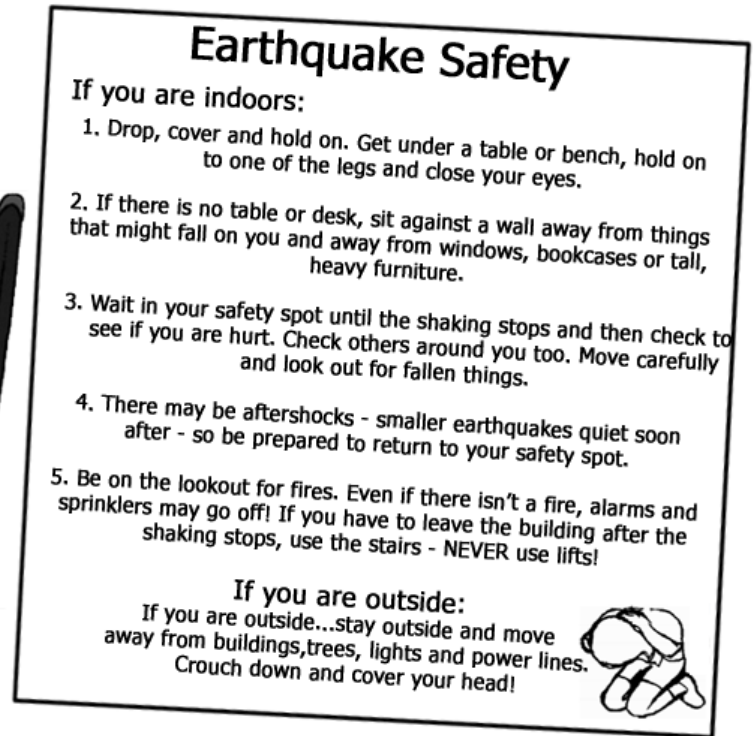 Earthquake Safety
If you are indoors:
1. Drop, cover and hold on. Get under a table or bench, hold on
to one of the legs and close your eyes.
2. If there is no table or desk, sit against a wall away from things
that might fall on you and away from windows, bookcases or tall,
heavy furniture.
3. Wait in your safety spot until the shaking stops and then check to
see if you are hurt. Check others around you too. Move carefully
and look out for fallen things.
4. There may be aftershocks - smaller earthquakes quiet soon
after - so be prepared to return to your safety spot.
5. Be on the lookout for fires. Even if there isn't a fire, alarms and
sprinklers may go off! If you have to leave the building after the
shaking stops, use the stairs - NEVER use lifts!
If you are outside:
If you are outside...stay outside and move
away from buildings,trees, lights and power lines.
Crouch down and cover your head!